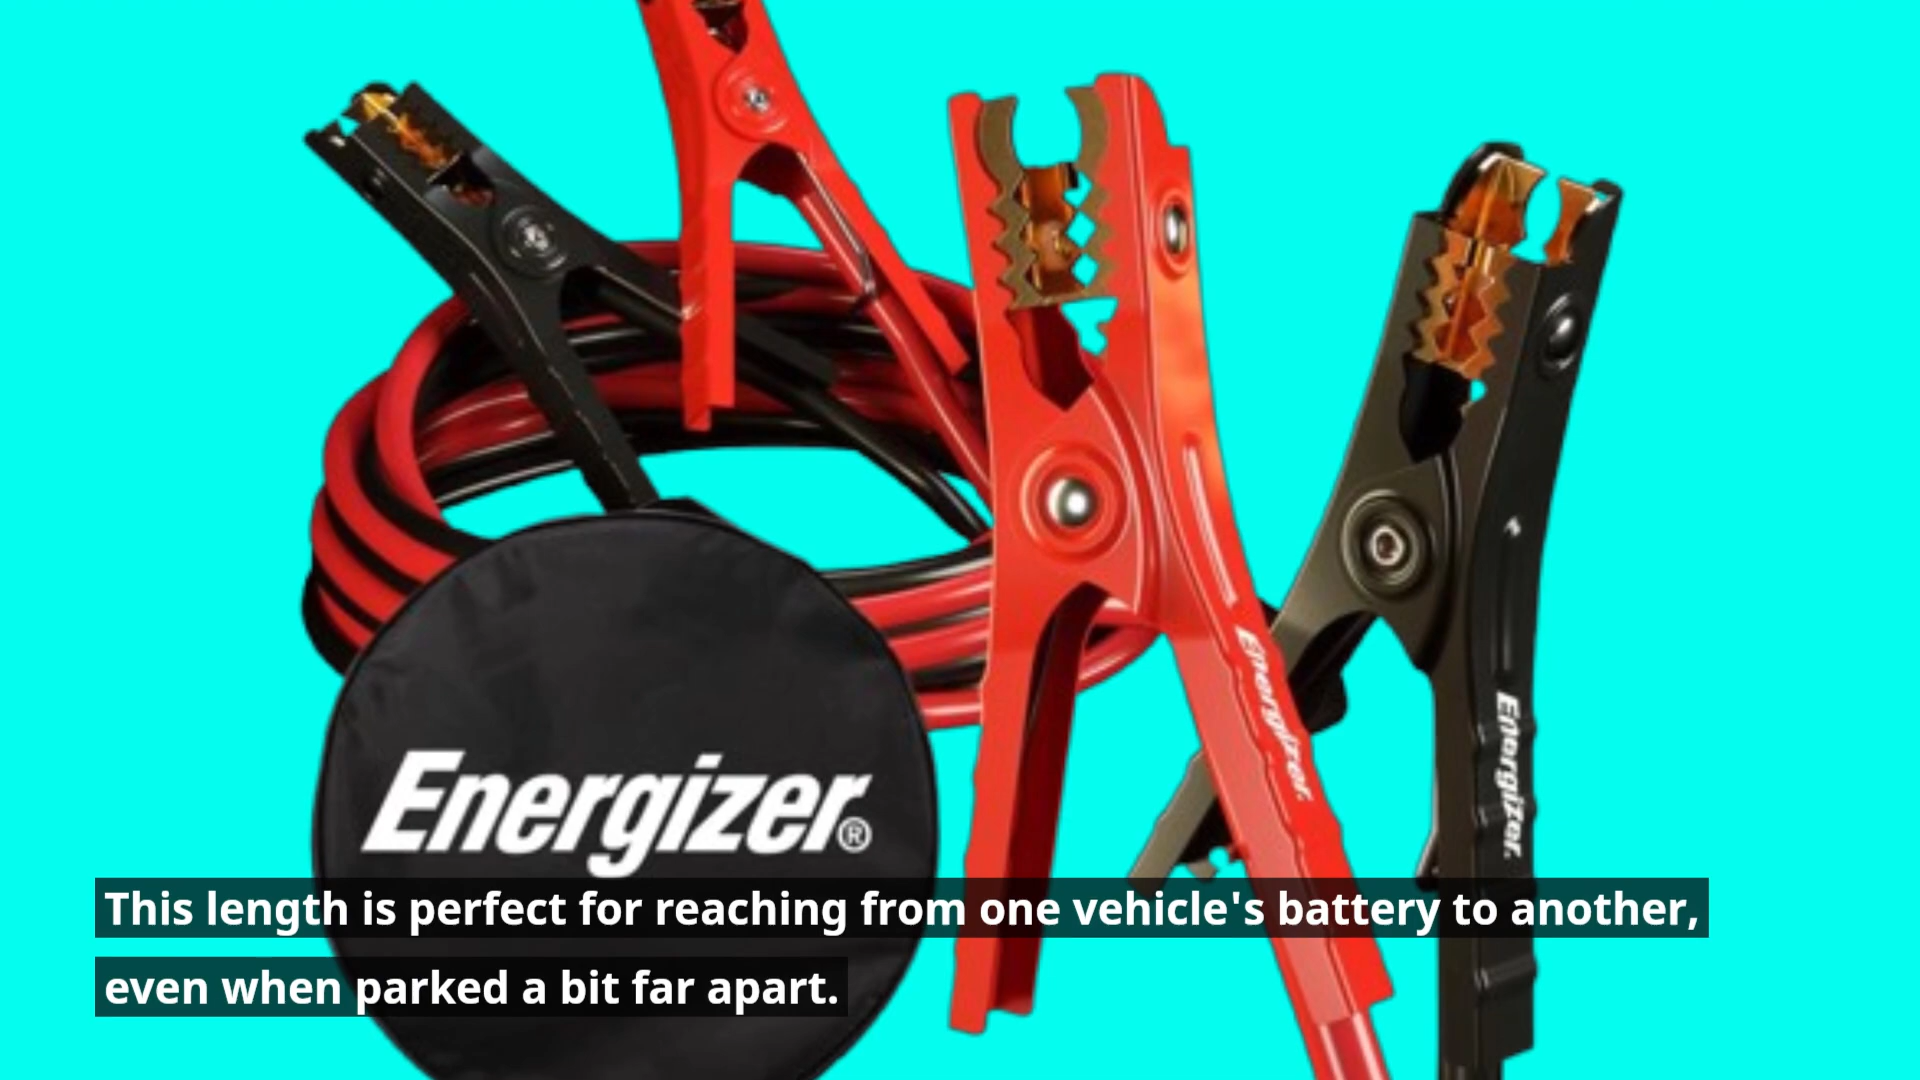 Energizer®
Energizer.
Energizer.
This length is perfect for reaching from one vehicle's battery to another,
even when parked a bit far apart.